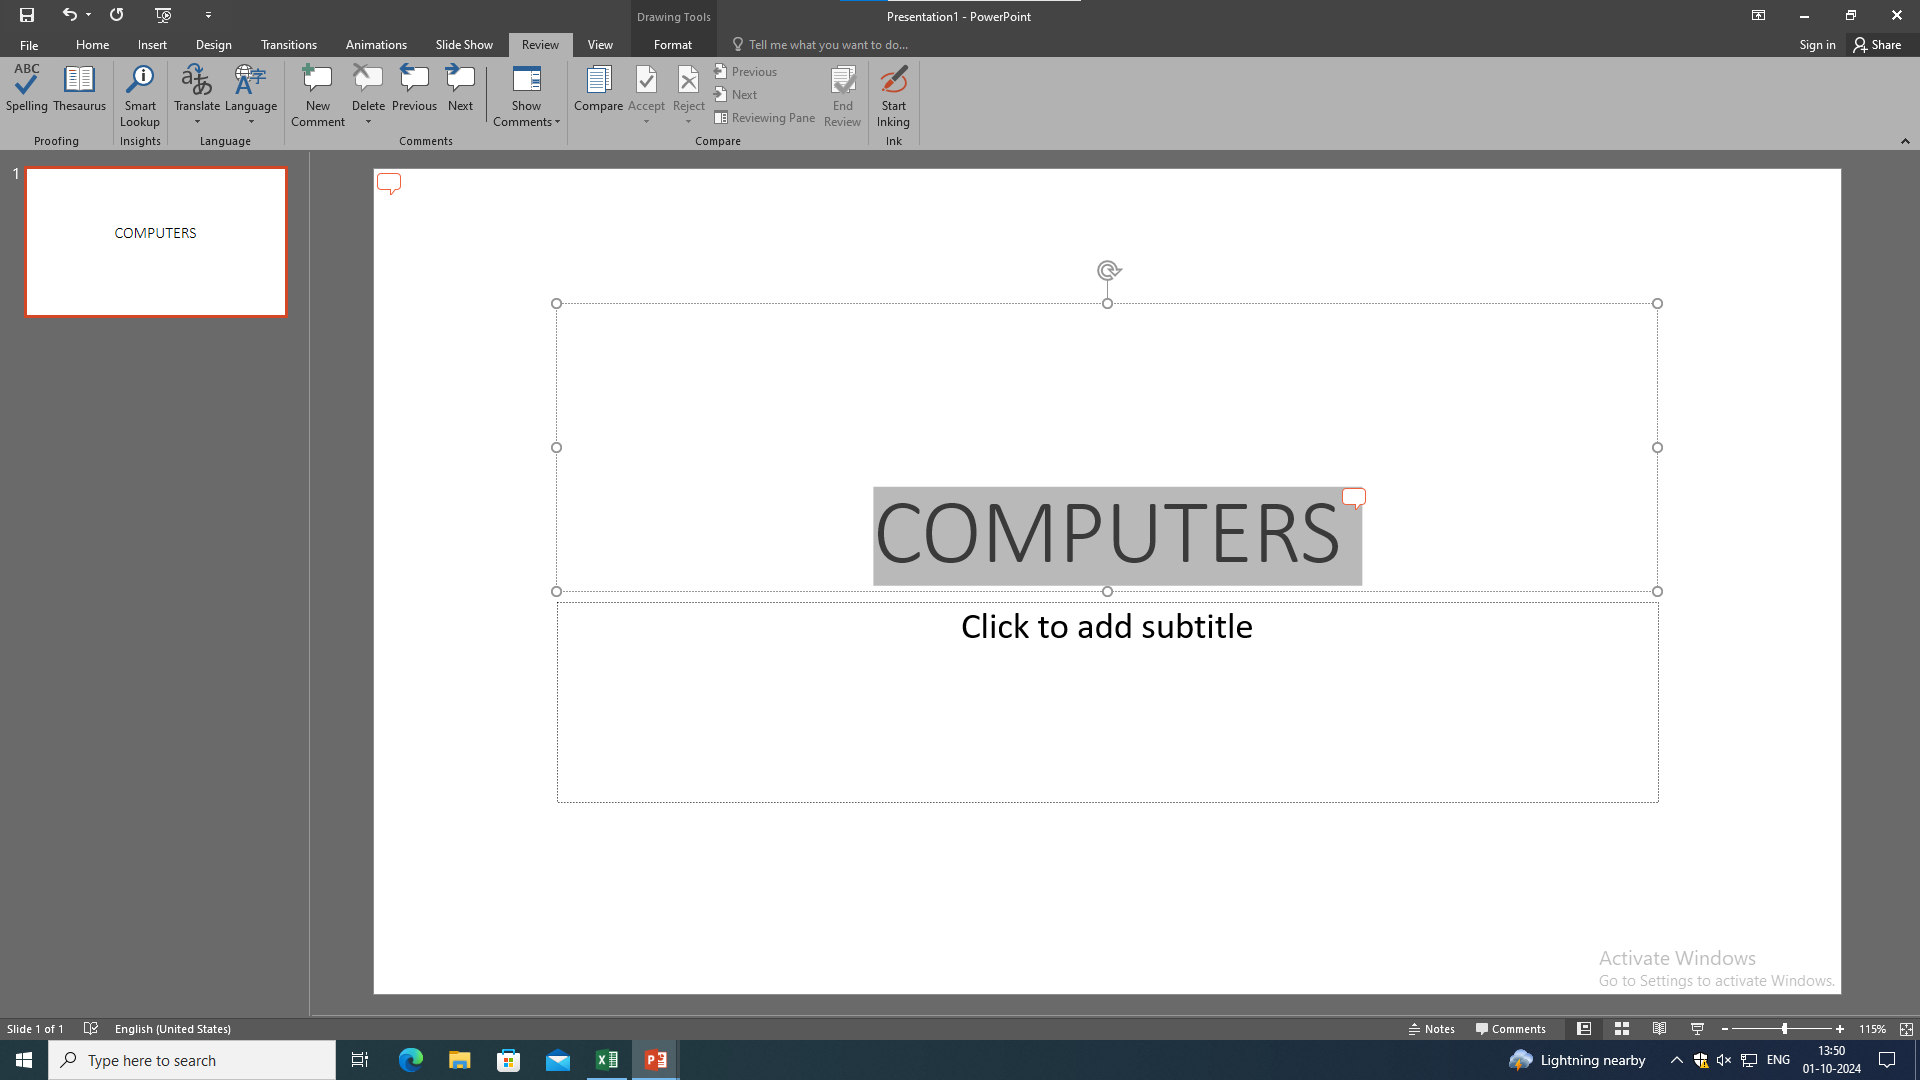 Drawing Tools
Presentation1 - PowerPoint
File Home Insert Design Transitions Animations Slide Show Review View Format Tell me what you want to do... Sign in Share
ABC
Spelling
Thesaurus
Proofing
Smart Lookup
Insights
Translate
Language
Language
New Comment
Delete
Previous
Next
Show Comments
Comments
Compare
Accept
Reject
Previous
Next
Reviewing Pane
End Review
Compare
Start Inking
Ink
1
COMPUTERS
COMPUTERS
Click to add subtitle
Activate Windows
Go to Settings to activate Windows.
Slide 1 of 1 English (United States) Notes Comments 115%
Type here to search
Lightning nearby
ENG
13:50
01-10-2024